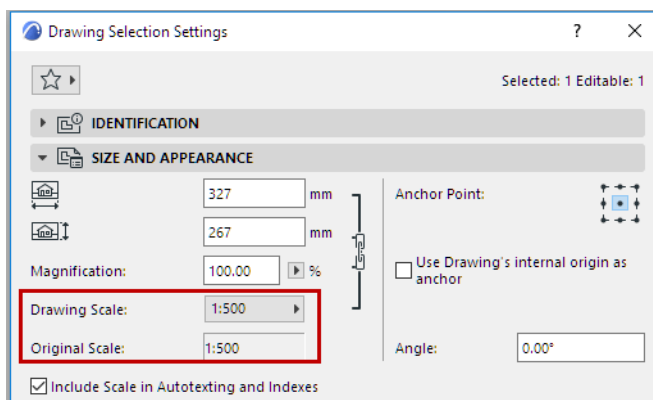 Drawing Selection Settings ?
Selected: 1 Editable: 1
IDENTIFICATION
SIZE AND APPEARANCE
327 mm Anchor Point:
267 mm
Magnification: 100.00 % Use Drawing's internal origin as anchor
Drawing Scale: 1:500
Original Scale: 1:500 Angle: 0.00°
Include Scale in Autotexting and Indexes